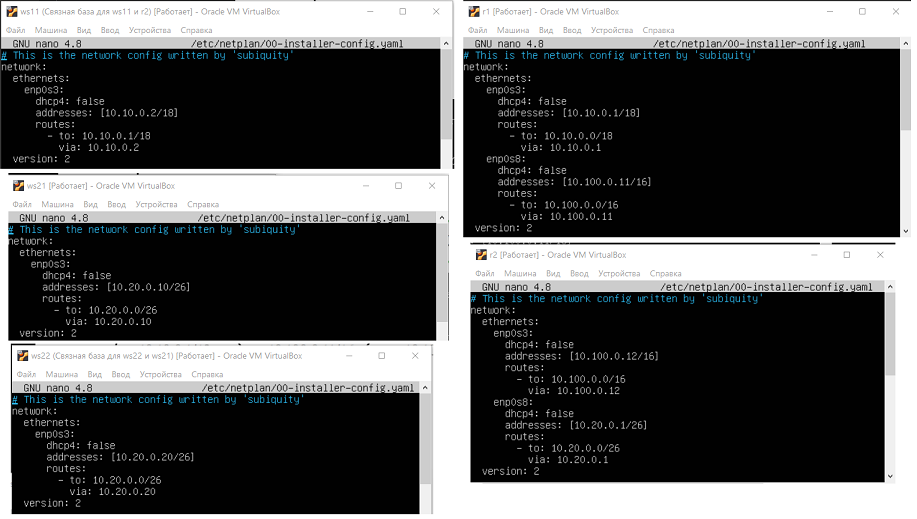 ws11 (Связная база для ws11 и r2) [Работает] - Oracle VM VirtualBox
Файл Машина Вид Ввод Устройства Справка
GNU nano 4.8 /etc/netplan/00-installer-config.yaml
# This is the network config written by 'subiquity'
network:
  ethernets:
    enp0s3:
      dhcp4: false
      addresses: [10.10.0.2/18]
      routes:
        - to: 10.10.0.1/18
          via: 10.10.0.2
  version: 2
ws21 [Работает] - Oracle VM VirtualBox
Файл Машина Вид Ввод Устройства Справка
GNU nano 4.8 /etc/netplan/00-installer-config.yaml
# This is the network config written by 'subiquity'
network:
  ethernets:
    enp0s3:
      dhcp4: false
      addresses: [10.20.0.10/26]
      routes:
        - to: 10.20.0.0/26
          via: 10.20.0.10
  version: 2
ws22 (Связная база для ws22 и ws21) [Работает] - Oracle VM VirtualBox
Файл Машина Вид Ввод Устройства Справка
GNU nano 4.8 /etc/netplan/00-installer-config.yaml
# This is the network config written by 'subiquity'
network:
  ethernets:
    enp0s3:
      dhcp4: false
      addresses: [10.20.0.20/26]
      routes:
        - to: 10.20.0.0/26
          via: 10.20.0.20
  version: 2
r1 [Работает] - Oracle VM VirtualBox
Файл Машина Вид Ввод Устройства Справка
GNU nano 4.8 /etc/netplan/00-installer-config.yaml
# This is the network config written by 'subiquity'
network:
  ethernets:
    enp0s3:
      dhcp4: false
      addresses: [10.10.0.1/18]
      routes:
        - to: 10.10.0.0/18
          via: 10.10.0.1
    enp0s8:
      dhcp4: false
      addresses: [10.100.0.11/16]
      routes:
        - to: 10.100.0.0/16
          via: 10.100.0.11
  version: 2
r2 [Работает] - Oracle VM VirtualBox
Файл Машина Вид Ввод Устройства Справка
GNU nano 4.8 /etc/netplan/00-installer-config.yaml
# This is the network config written by 'subiquity'
network:
  ethernets:
    enp0s3:
      dhcp4: false
      addresses: [10.100.0.12/16]
      routes:
        - to: 10.100.0.0/16
          via: 10.100.0.12
    enp0s8:
      dhcp4: false
      addresses: [10.20.0.1/26]
      routes:
        - to: 10.20.0.0/26
          via: 10.20.0.1
  version: 2